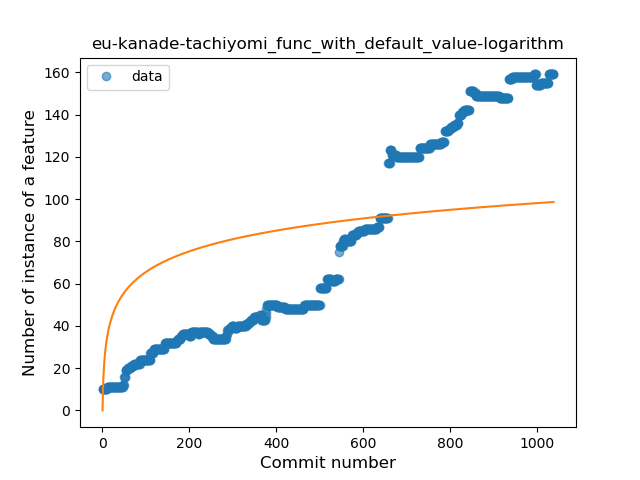 eu-kanade-tachiyomi_func_with_default_value-logarithm
data
Number of instance of a feature
160
140
120
100
80
60
40
20
0
0 200 400 600 800 1000
Commit number